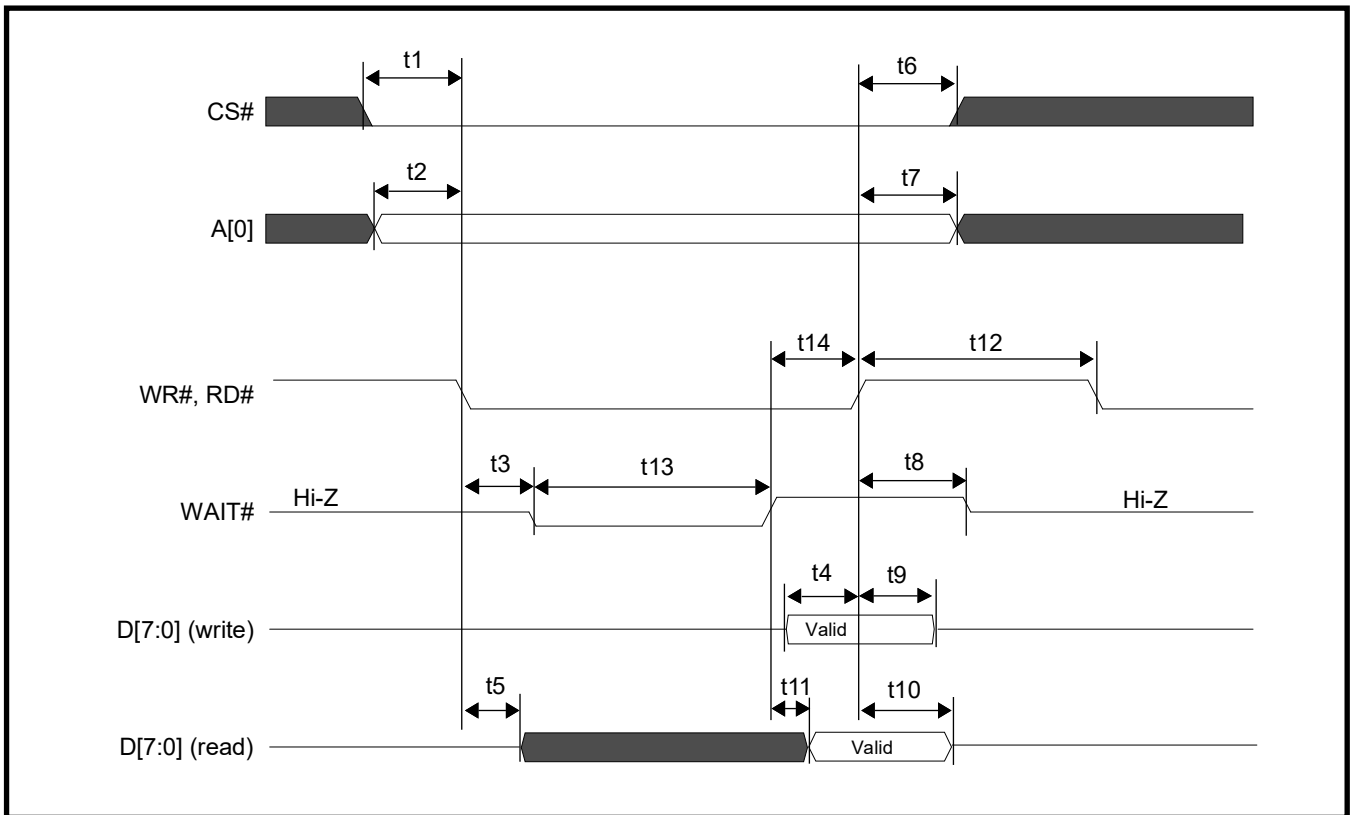 t1
t6
CS#
t2
t7
A[0]
t14
t12
WR#, RD#
t3
t13
t8
Hi-Z
Hi-Z
WAIT#
t4
t9
D[7:0] (write)
Valid
t5
t11
t10
D[7:0] (read)
Valid